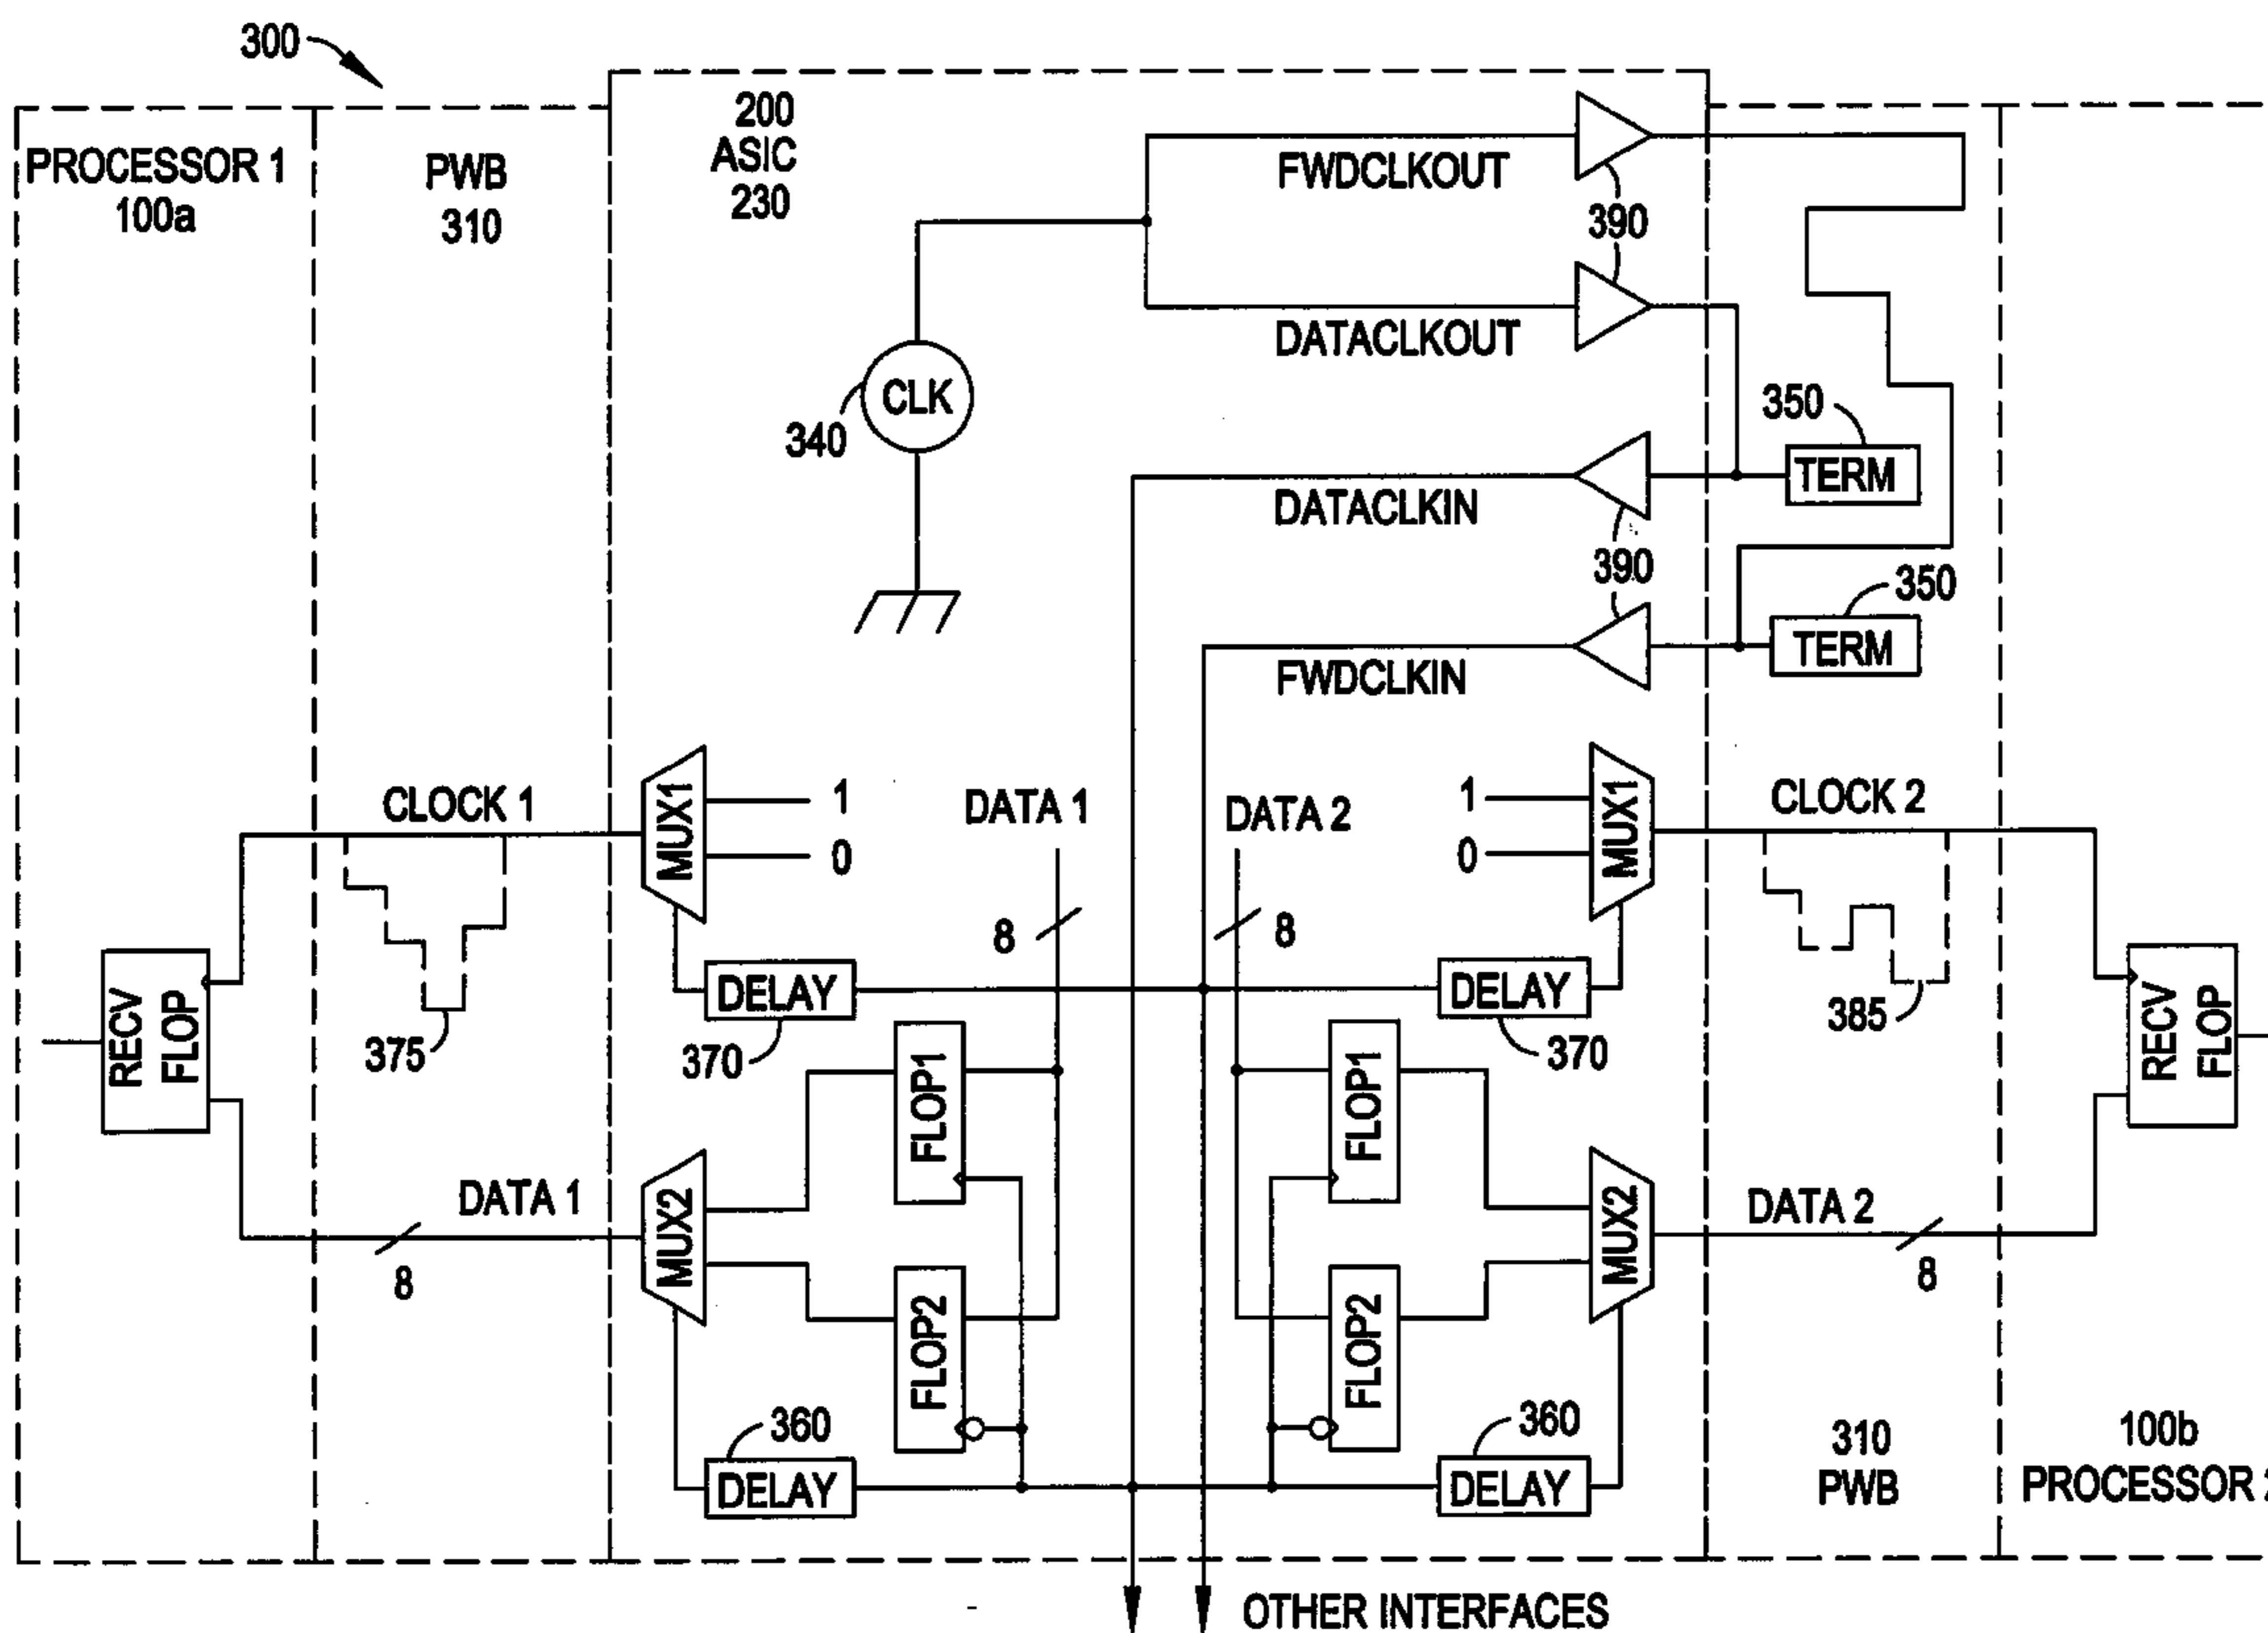 300
PROCESSOR 1
100a
PWB
310
200
ASIC
230
FWDCLKOUT
390
DATACLKOUT
CLK
340
350
TERM
DATACLKIN
390
350
TERM
FWDCLKIN
CLOCK 1
MUX1
1
0
DATA 1
DATA 2
1
0
MUX1
CLOCK 2
8
8
RECV
FLOP
375
DELAY
370
DELAY
370
385
RECV
FLOP
FLOP1
FLOP1
DATA 1
8
MUX2
MUX2
DATA 2
8
FLOP2
FLOP2
360
DELAY
360
DELAY
310
PWB
100b
PROCESSOR 2
OTHER INTERFACES